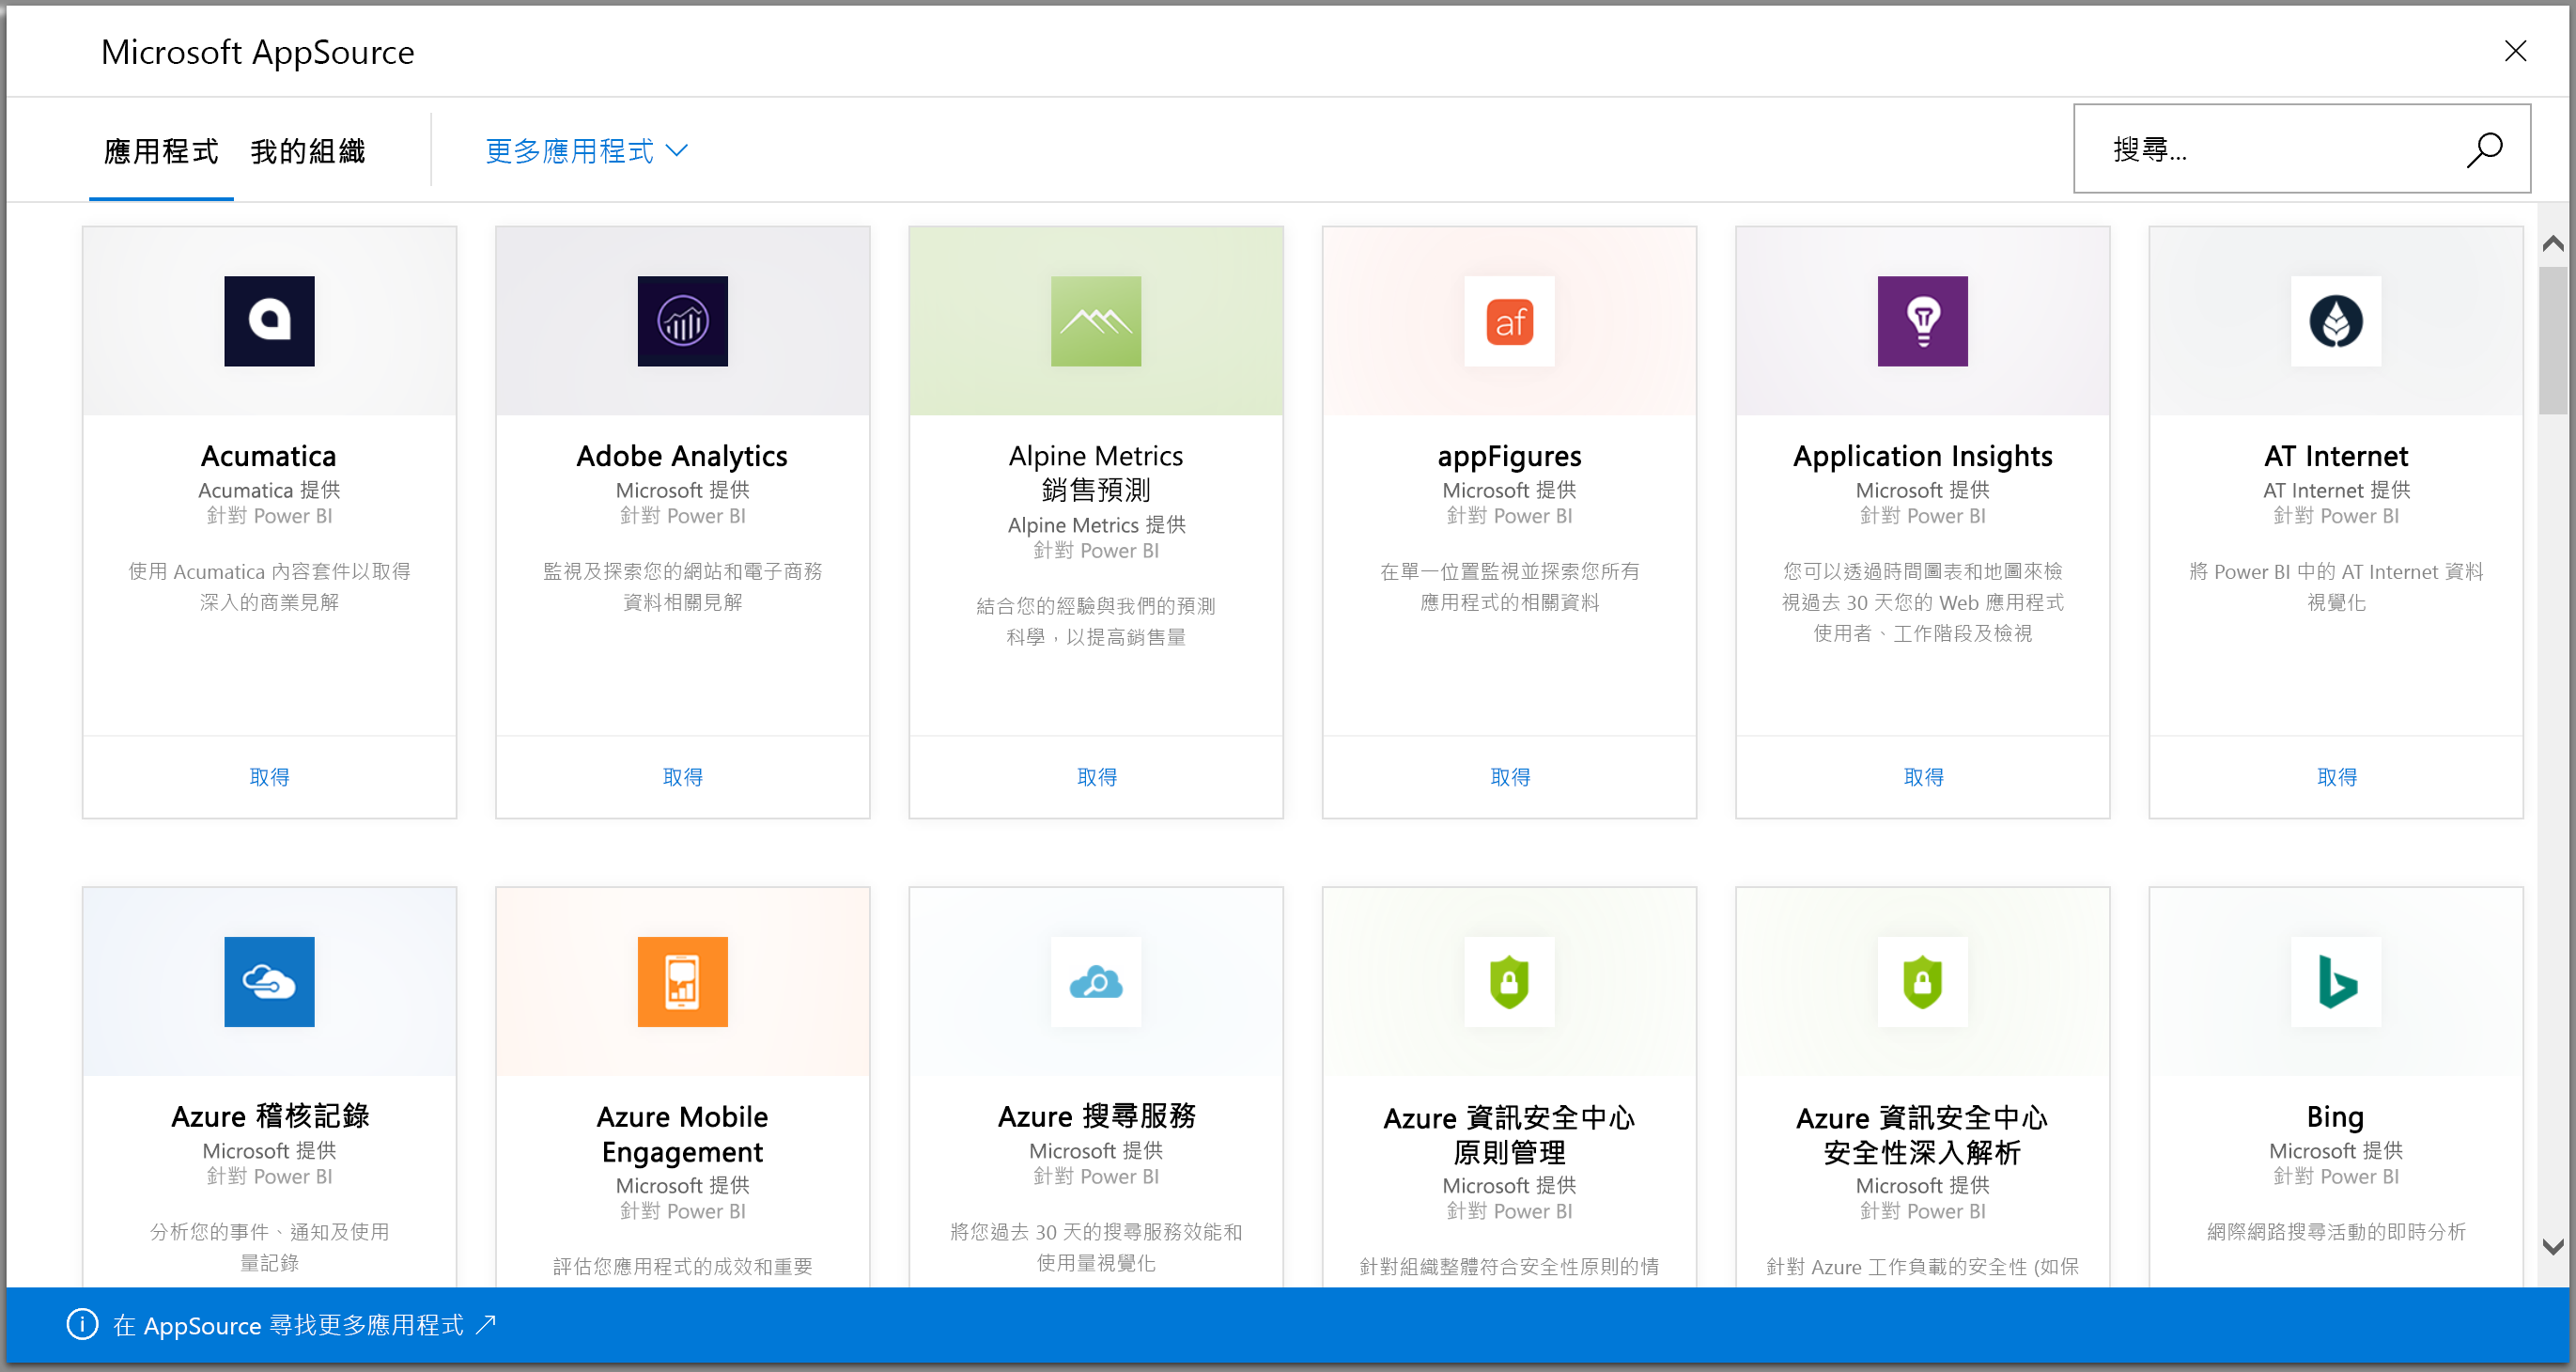 Microsoft AppSource
應用程式 我的組織 更多應用程式
搜尋...
af
Acumatica
Acumatica 提供
針對 Power BI
使用 Acumatica 內容套件以取得
深入的商業見解
取得
Adobe Analytics
Microsoft 提供
針對 Power BI
監視及探索您的網站和電子商務
資料相關見解
取得
Alpine Metrics
銷售預測
Alpine Metrics 提供
針對 Power BI
結合您的經驗與我們的預測
科學，以提高銷售量
取得
appFigures
Microsoft 提供
針對 Power BI
在單一位置監視並探索您所有
應用程式的相關資料
取得
Application Insights
Microsoft 提供
針對 Power BI
您可以透過時間圖表和地圖來檢
視過去 30 天您的 Web 應用程式
使用者、工作階段及檢視
取得
AT Internet
AT Internet 提供
針對 Power BI
將 Power BI 中的 AT Internet 資料
視覺化
取得
Azure 稽核記錄
Microsoft 提供
針對 Power BI
分析您的事件、通知及使用
量記錄
Azure Mobile
Engagement
Microsoft 提供
針對 Power BI
評估您應用程式的成效和重要
Azure 搜尋服務
Microsoft 提供
針對 Power BI
將您過去 30 天的搜尋服務效能和
使用量視覺化
Azure 資訊安全中心
原則管理
Microsoft 提供
針對 Power BI
針對組織整體符合安全性原則的情
Azure 資訊安全中心
安全性深入解析
Microsoft 提供
針對 Power BI
針對 Azure 工作負載的安全性 (如保
Bing
Microsoft 提供
針對 Power BI
網際網路搜尋活動的即時分析
在 AppSource 尋找更多應用程式